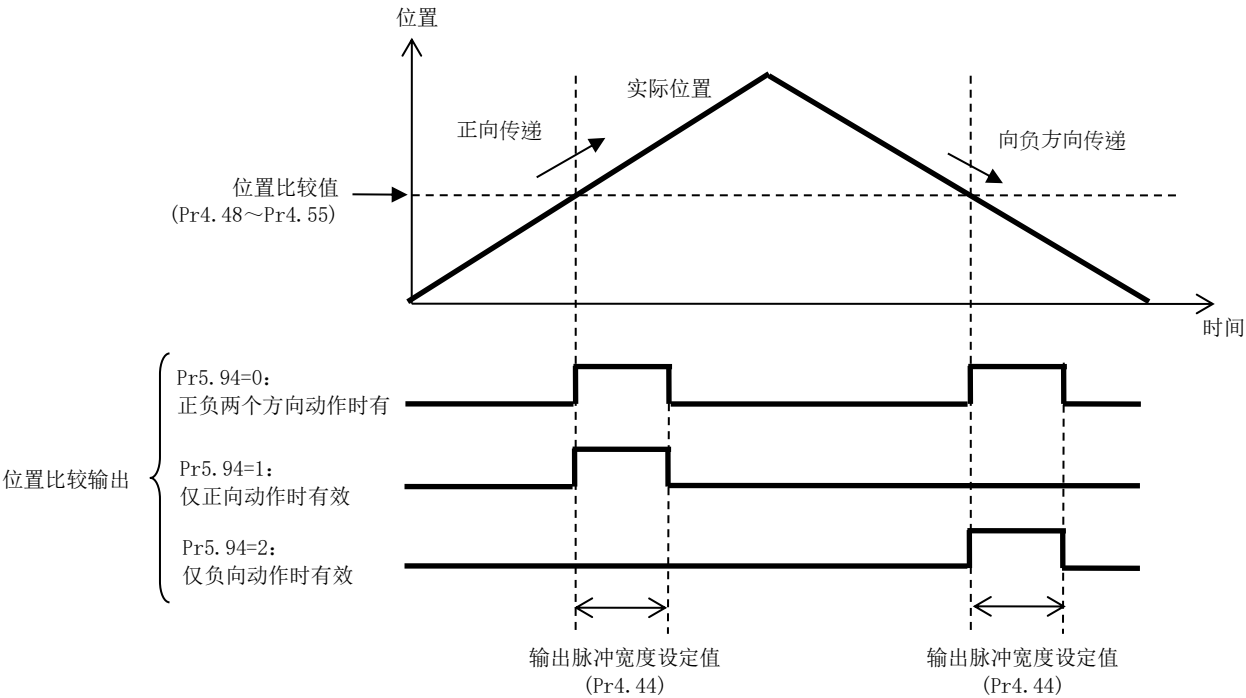 位置
实际位置
正向传递
向负方向传递
位置比较值
(Pr4.48～Pr4.55)
时间
Pr5.94=0:
正负两个方向动作时有
位置比较输出
Pr5.94=1:
仅正向动作时有效
Pr5.94=2:
仅负向动作时有效
输出脉冲宽度设定值
(Pr4.44)
输出脉冲宽度设定值
(Pr4.44)